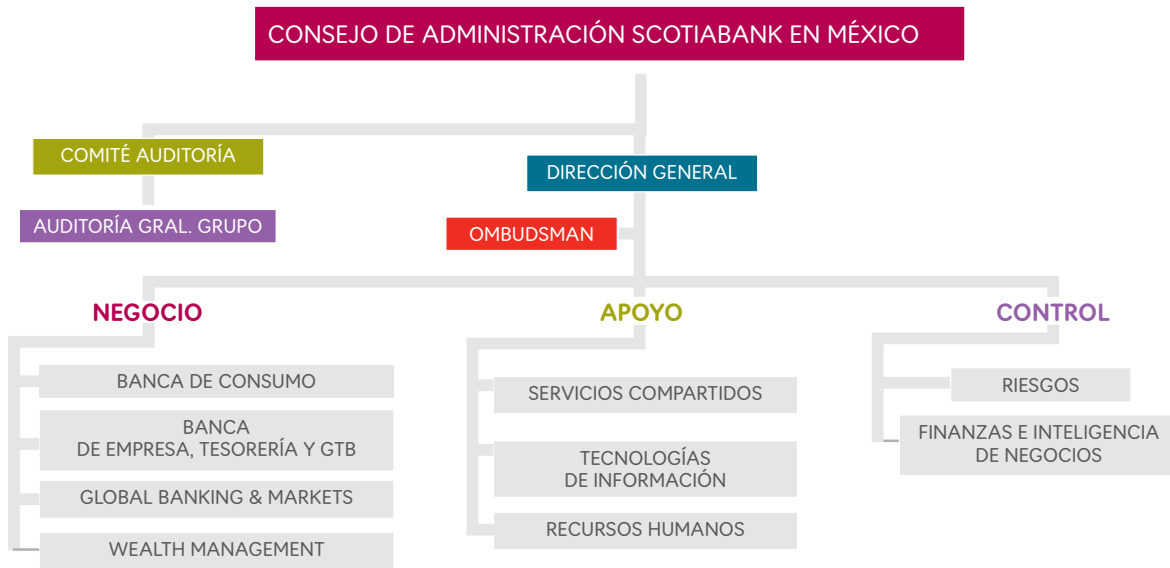 CONSEJO DE ADMINISTRACIÓN SCOTIABANK EN MÉXICO
COMITÉ AUDITORÍA
DIRECCIÓN GENERAL
AUDITORÍA GRAL. GRUPO
OMBUDSMAN
NEGOCIO
BANCA DE CONSUMO
BANCA
DE EMPRESA, TESORERÍA Y GTB
GLOBAL BANKING & MARKETS
WEALTH MANAGEMENT
APOYO
SERVICIOS COMPARTIDOS
TECNOLOGÍAS
DE INFORMACIÓN
RECURSOS HUMANOS
CONTROL
RIESGOS
FINANZAS E INTELIGENCIA
DE NEGOCIOS